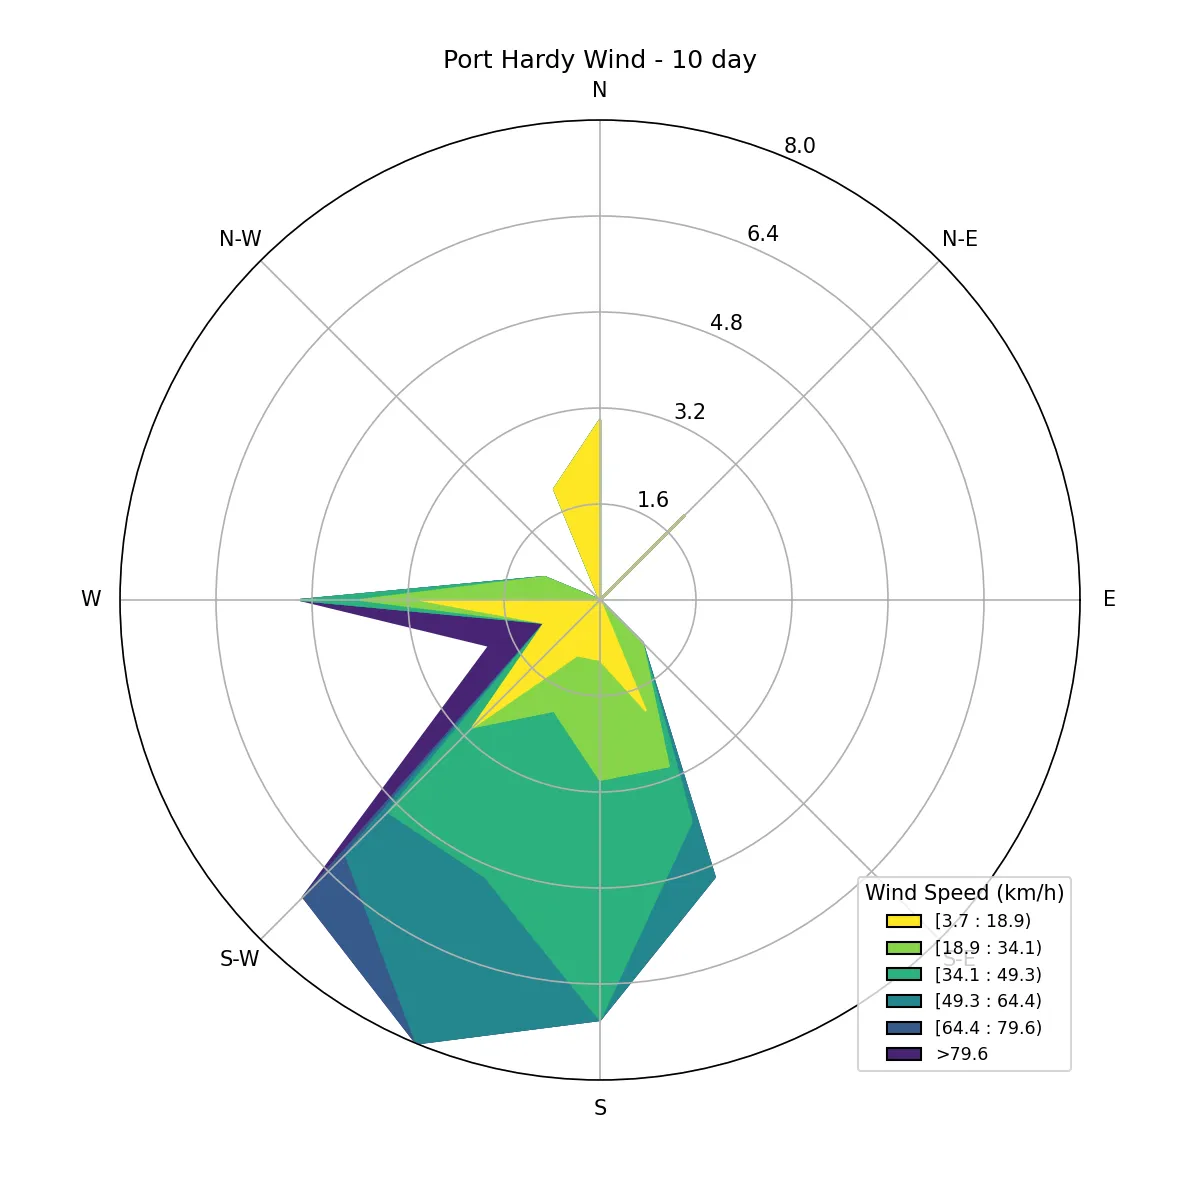 Port Hardy Wind - 10 day
N
8.0
N-W
6.4
N-E
4.8
3.2
1.6
W
E
S-W
S-E
S
Wind Speed (km/h)
[3.7 : 18.9)
[18.9 : 34.1)
[34.1 : 49.3)
[49.3 : 64.4)
[64.4 : 79.6)
>79.6